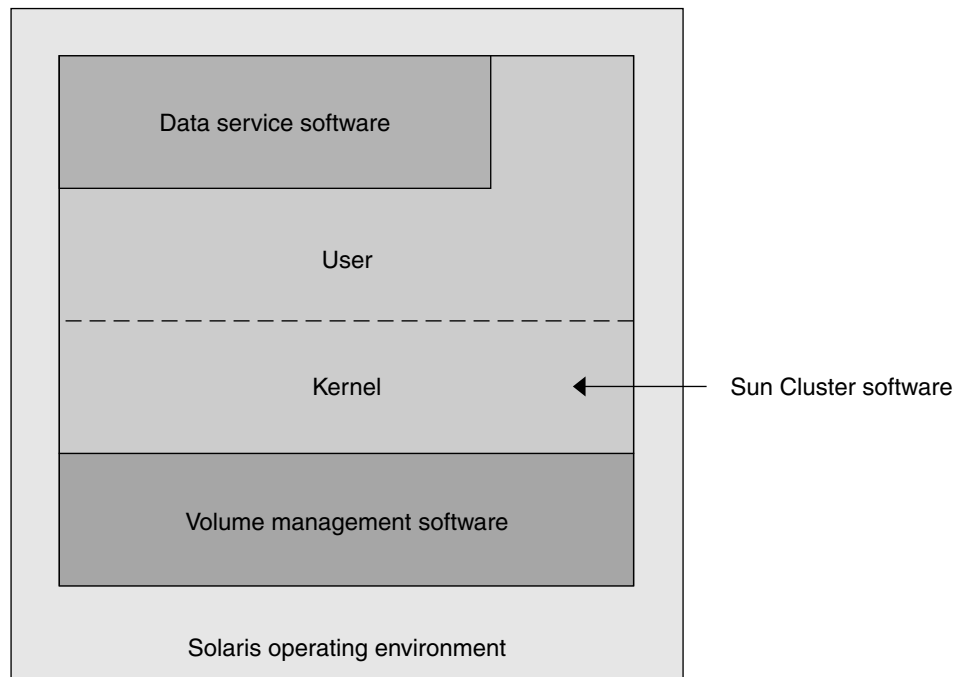 Data service software
User
Kernel
Sun Cluster software
Volume management software
Solaris operating environment